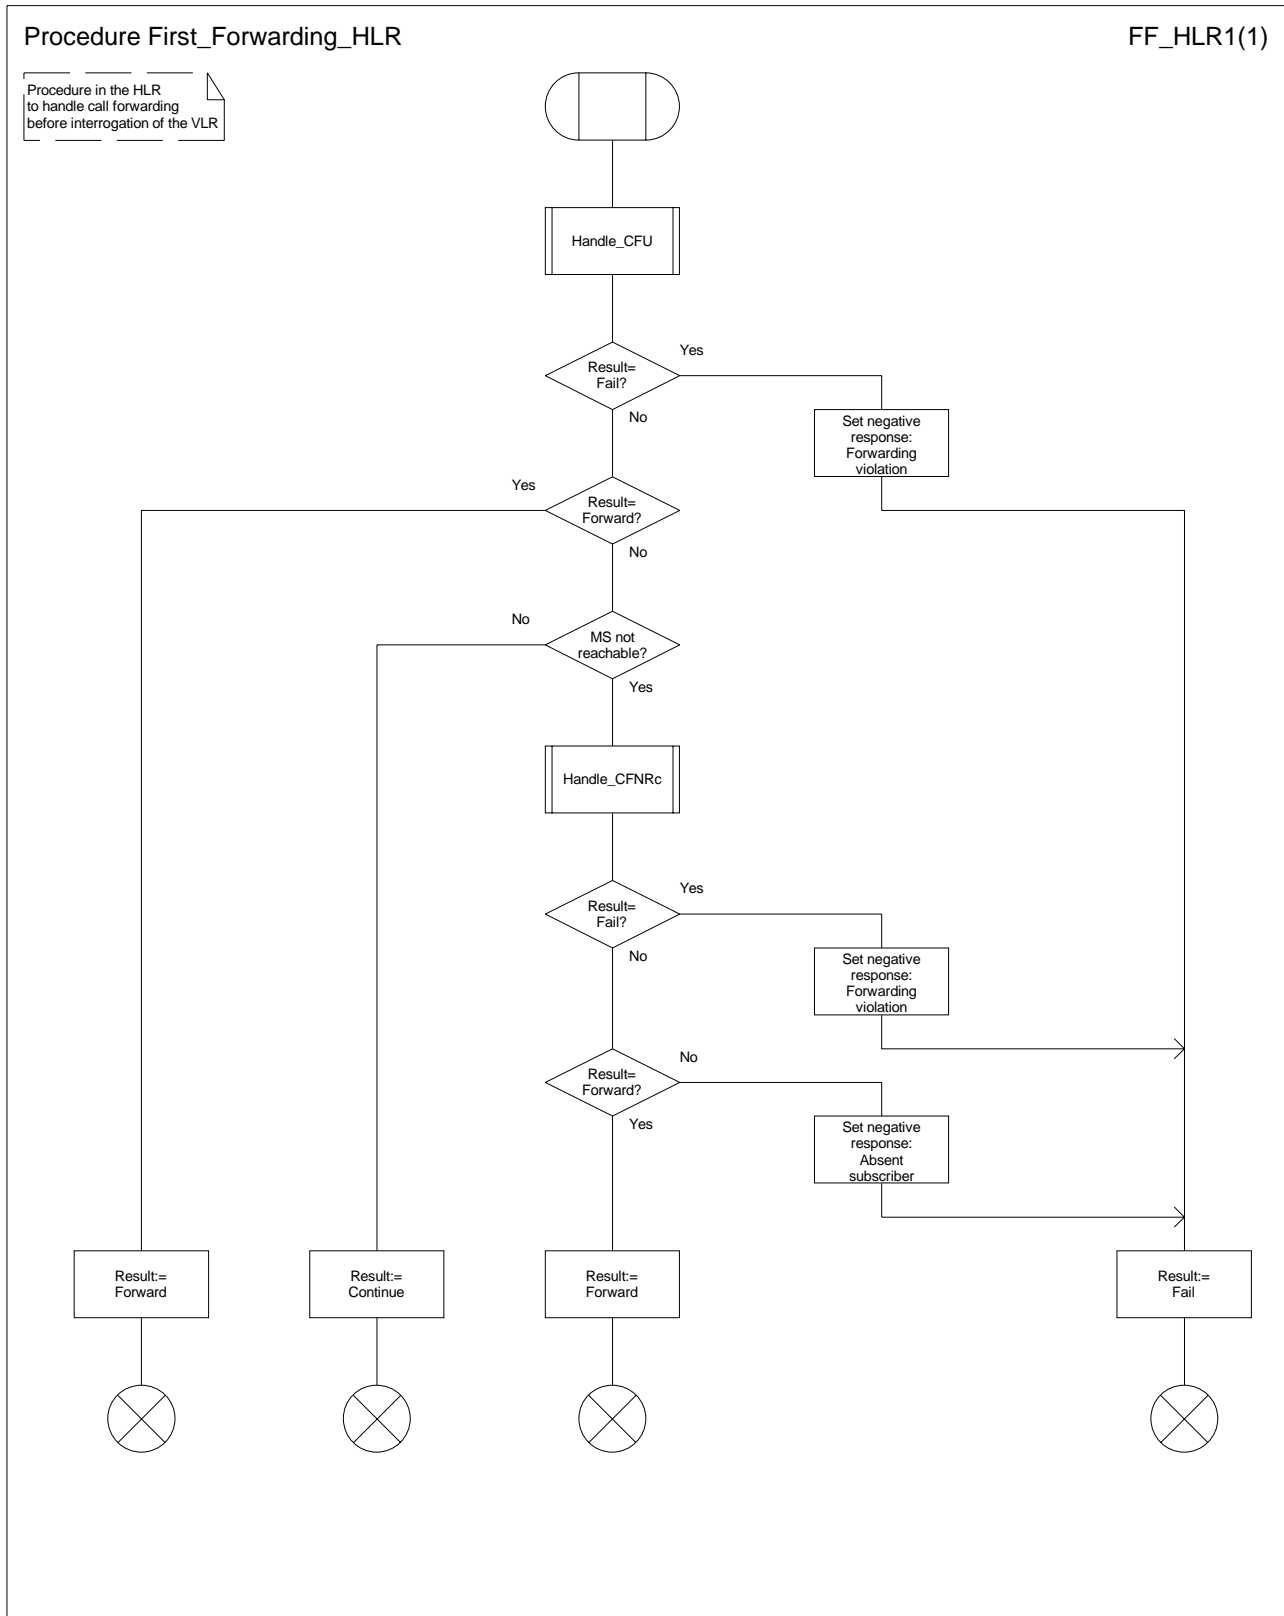 Procedure First_Forwarding_HLR
FF_HLR1(1)
Procedure in the HLR
to handle call forwarding
before interrogation of the VLR
Handle_CFU
Result=
Fail?
Yes
No
Set negative
response:
Forwarding
violation
Result=
Forward?
Yes
No
MS not
reachable?
No
Yes
Handle_CFNRc
Result=
Fail?
Yes
No
Set negative
response:
Forwarding
violation
Result=
Forward?
No
Yes
Set negative
response:
Absent
subscriber
Result:=
Forward
Result:=
Continue
Result:=
Forward
Result:=
Fail